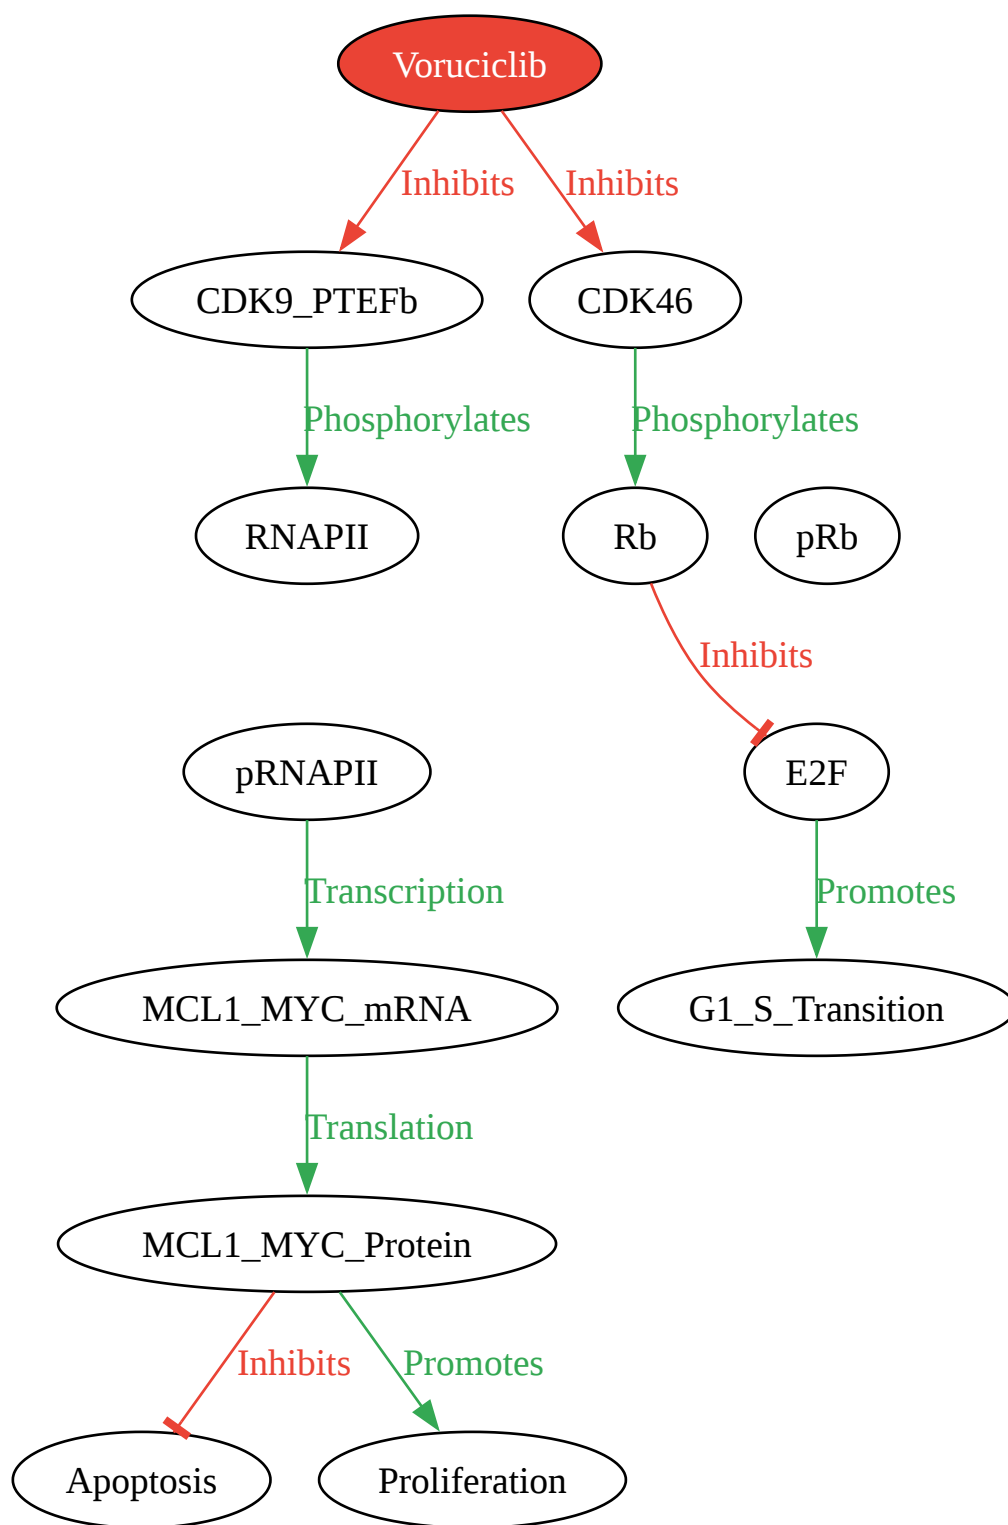 Voruciclib
Inhibits
Inhibits
CDK9_PTEFb
CDK46
Phosphorylates
Phosphorylates
RNAPII
Rb
pRb
Inhibits
pRNAPII
E2F
Transcription
Promotes
MCL1_MYC_mRNA
G1_S_Transition
Translation
MCL1_MYC_Protein
Inhibits
Promotes
Apoptosis
Proliferation